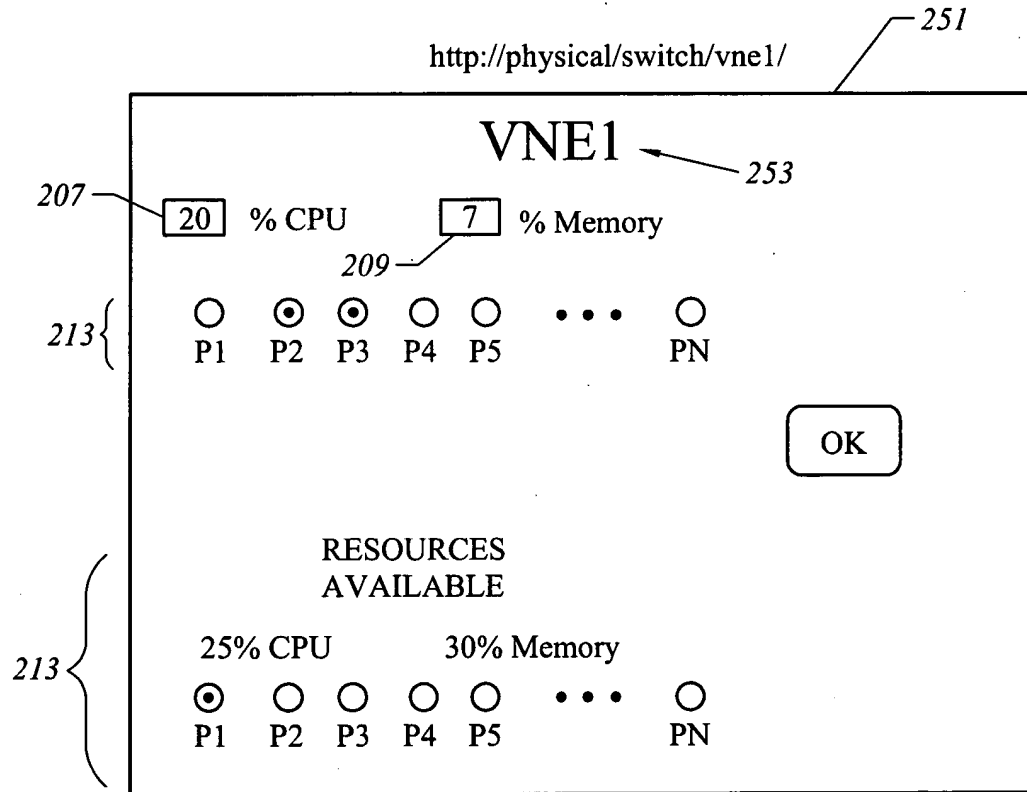 251
http://physical/switch/vne1/
VNE1
253
207
20 % CPU 7 % Memory
209
213
P1 P2 P3 P4 P5 • • • PN
OK
RESOURCES
AVAILABLE
25% CPU 30% Memory
213
P1 P2 P3 P4 P5 • • • PN